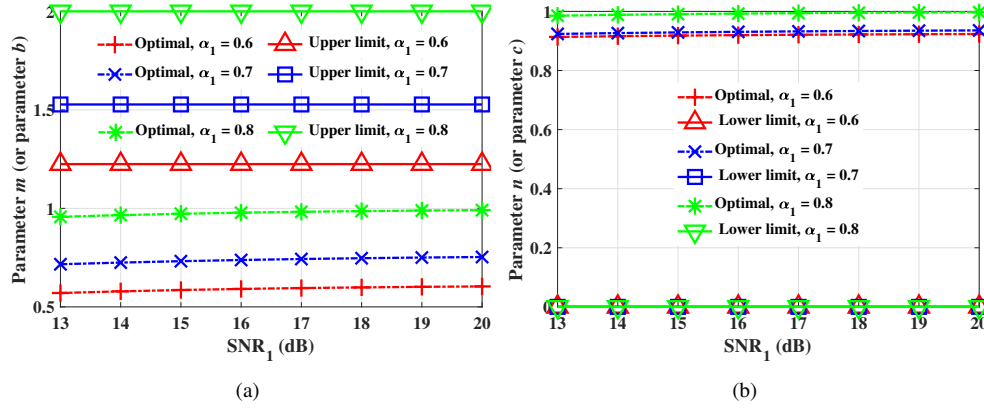 2
1.5
1
0.5
13 14 15 16 17 18 19 20
SNR1 (dB)
Parameter m (or parameter b)
Optimal, α1 = 0.6
Upper limit, α1 = 0.6
Optimal, α1 = 0.7
Upper limit, α1 = 0.7
Optimal, α1 = 0.8
Upper limit, α1 = 0.8
(a)
1
0.8
0.6
0.4
0.2
0
13 14 15 16 17 18 19 20
SNR1 (dB)
Parameter n (or parameter c)
Optimal, α1 = 0.6
Lower limit, α1 = 0.6
Optimal, α1 = 0.7
Lower limit, α1 = 0.7
Optimal, α1 = 0.8
Lower limit, α1 = 0.8
(b)